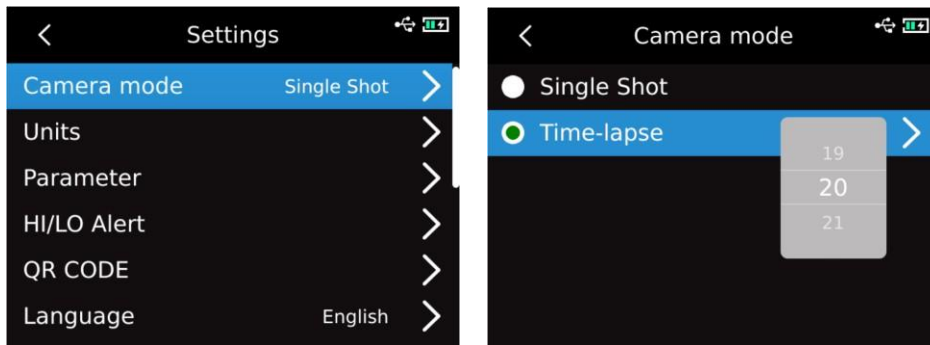 Settings
Camera mode Single Shot
Units
Parameter
HI/LO Alert
QR CODE
Language English
Camera mode
Single Shot
Time-lapse
19
20
21